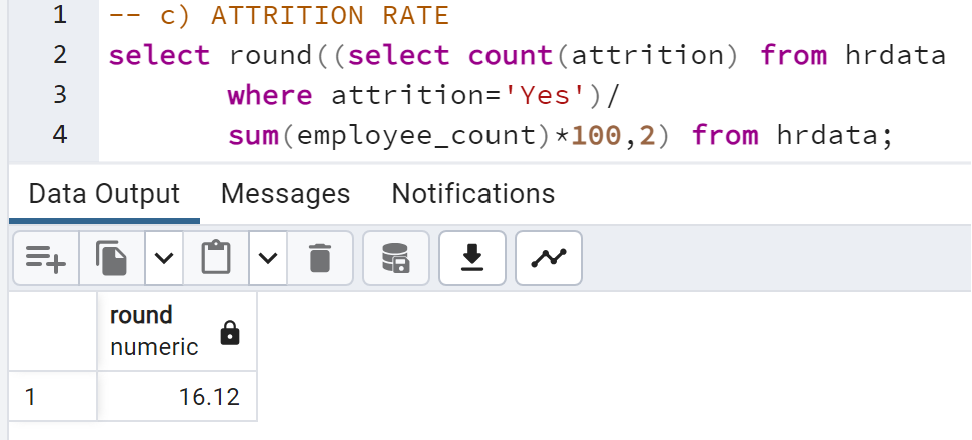 1 -- c) ATTRITION RATE
2 select round((select count(attrition) from hrdata
3 where attrition='Yes')/
4 sum(employee_count)*100,2) from hrdata;
Data Output Messages Notifications
round
numeric
1 16.12